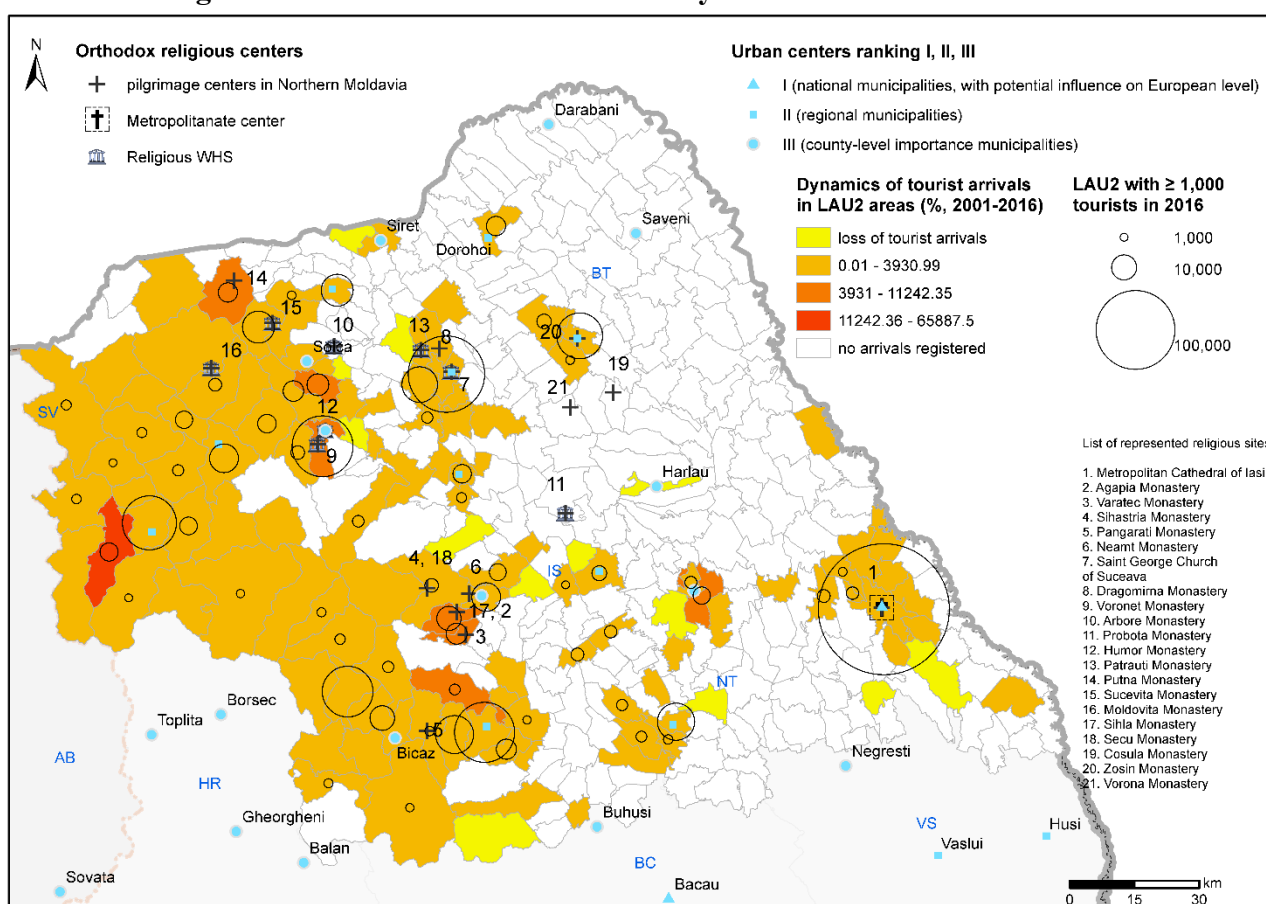 N
Orthodox religious centers
pilgrimage centers in Northern Moldavia
Metropolitanate center
Religious WHS
Urban centers ranking I, II, III
I (national municipalities, with potential influence on European level)
II (regional municipalities)
III (county-level importance municipalities)
Dynamics of tourist arrivals
in LAU2 areas (%, 2001-2016)
loss of tourist arrivals
0.01 - 3930.99
3931 - 11242.35
11242.36 - 65887.5
no arrivals registered
LAU2 with ≥ 1,000
tourists in 2016
1,000
10,000
100,000
Darabani
Siret
Dorohoi
Saveni
BT
14
15
10
13
8
20
19
16
Solca
7
21
12
SV
9
Harlau
11
4, 18
6
IS
1
17, 2
3
NT
Borsec
Toplita
5
Bicaz
Negresti
AB
HR
Gheorgheni
Buhusi
VS
Husi
Balan
BC
Vaslui
Sovata
Bacau
List of represented religious sites
1. Metropolitan Cathedral of Iasi
2. Agapia Monastery
3. Varatec Monastery
4. Sihastria Monastery
5. Pangarati Monastery
6. Neamt Monastery
7. Saint George Church
of Suceava
8. Dragomirna Monastery
9. Voronet Monastery
10. Arbore Monastery
11. Probota Monastery
12. Humor Monastery
13. Patrauti Monastery
14. Putna Monastery
15. Sucevita Monastery
16. Moldovita Monastery
17. Sihla Monastery
18. Secu Monastery
19. Cosula Monastery
20. Zosin Monastery
21. Vorona Monastery
km
0 15 30